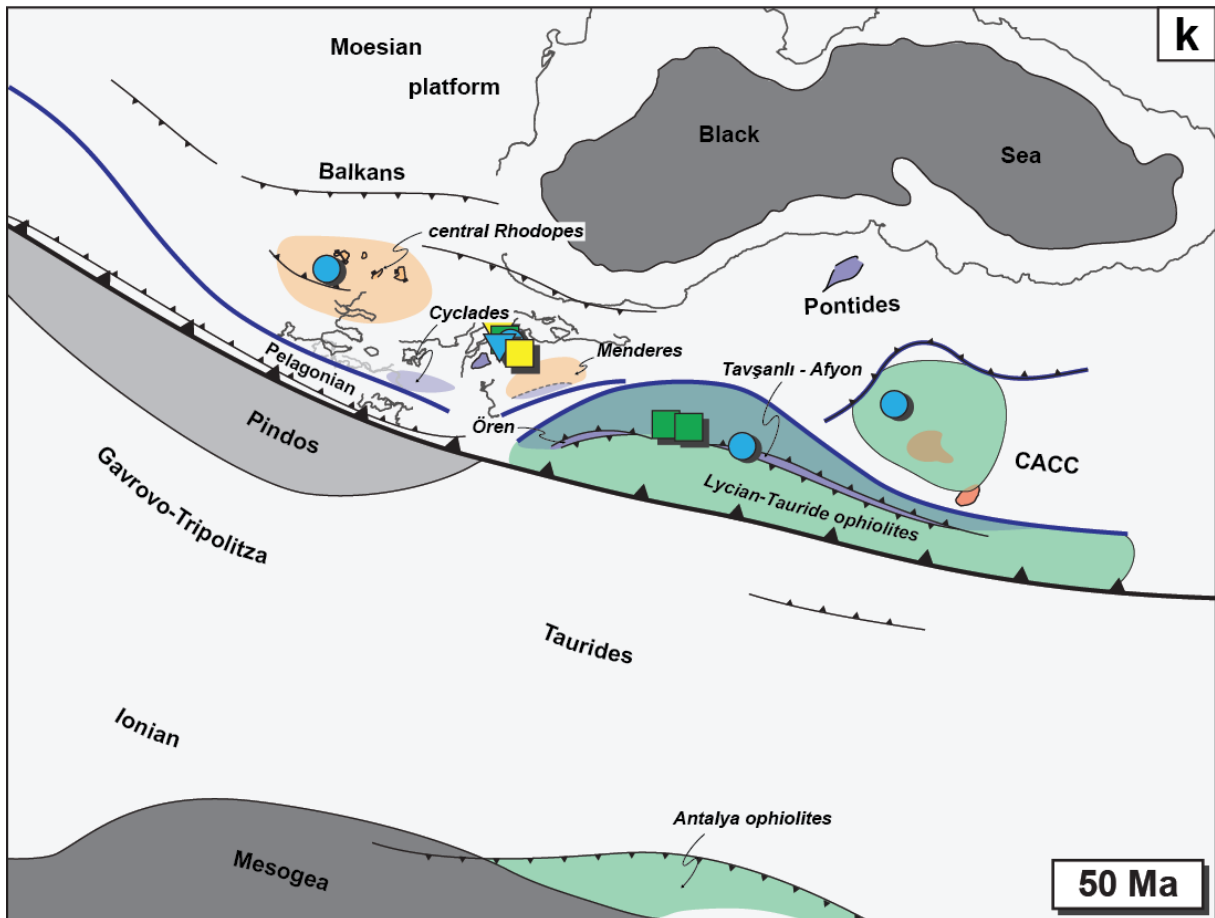 k
Moesian
platform
Black
Sea
Balkans
central Rhodopes
Pontides
Cyclades
Menderes
Pelagonian
Tavşanlı - Afyon
Pindos
Ören
CACC
Gavrovo-Tripolitza
Lycian-Tauride ophiolites
Taurides
Ionian
Antalya ophiolites
Mesogea
50 Ma